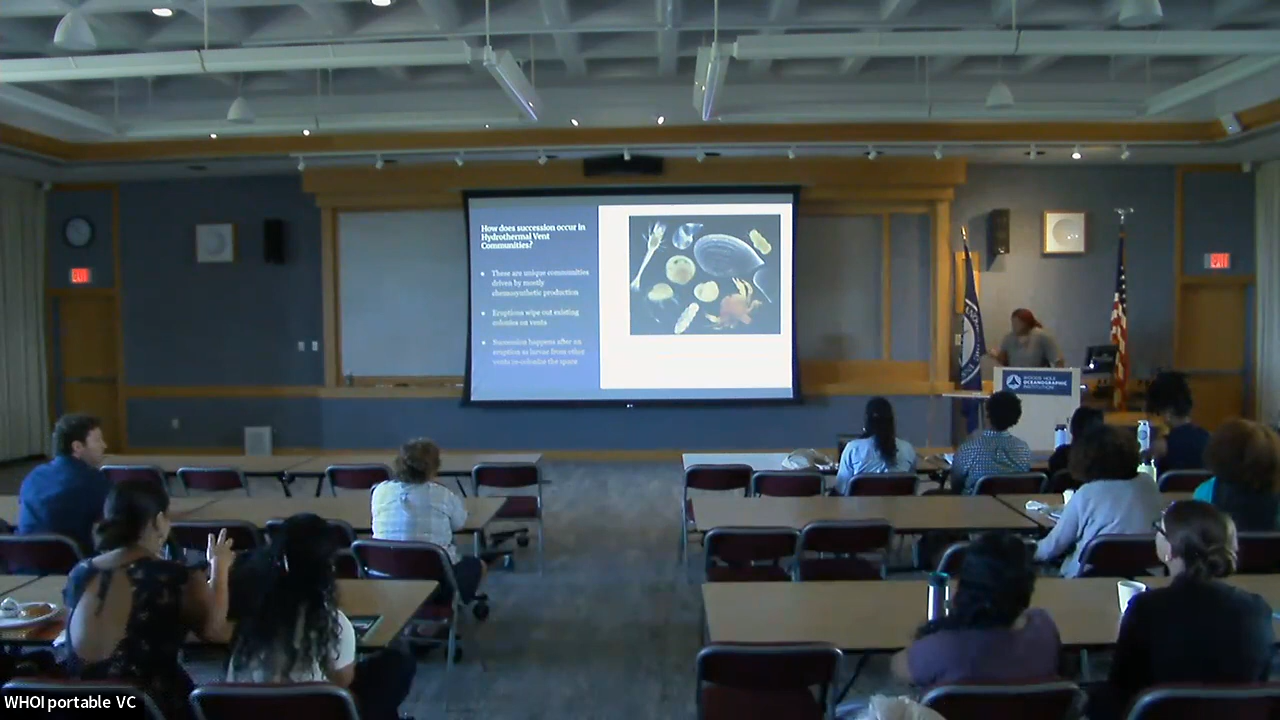 How does succession occur in
Hydrothermal Vent
Communities?
These are unique communities
driven by mostly
chemosynthetic production
Eruptions wipe out existing
colonies on vents
Succession happens after an
eruption as larvae from other
vents re-colonize the space
EXIT
EXIT
WOODS HOLE
OCEANOGRAPHIC
INSTITUTION
WHOI portable VC